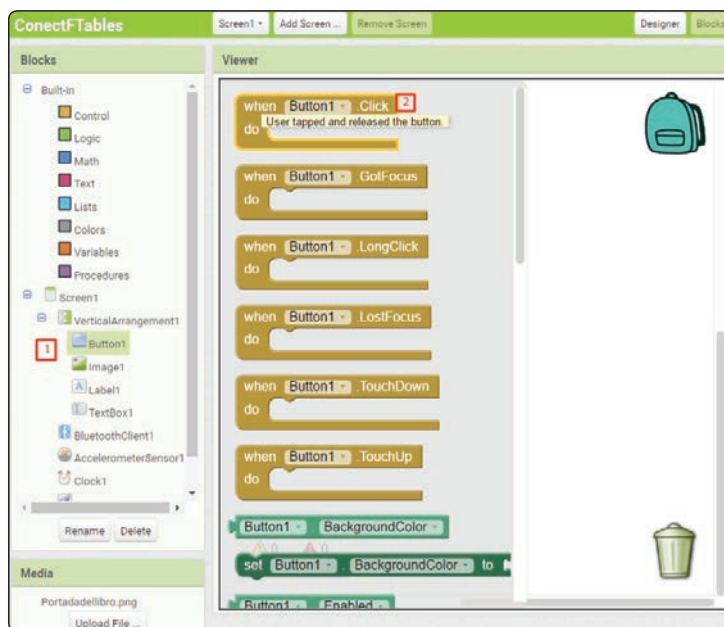 ConectFTables
Screen1
Add Screen ...
Remove Screen
Designer
Blocks
Blocks
Built-in
Control
Logic
Math
Text
Lists
Colors
Variables
Procedures
Screen1
VerticalArrangement1
1
Button1
Image1
Label1
TextBox1
BluetoothClient1
AccelerometerSensor1
Clock1
Rename
Delete
Media
Portadadellibro.png
Upload File ...
Viewer
when Button1 .Click 2
User tapped and released the button.
do
when Button1 .GotFocus
do
when Button1 .LongClick
do
when Button1 .LostFocus
do
when Button1 .TouchDown
do
when Button1 .TouchUp
do
Button1 . BackgroundColor
0 0
set Button1 . BackgroundColor to
Button1 . Enabled